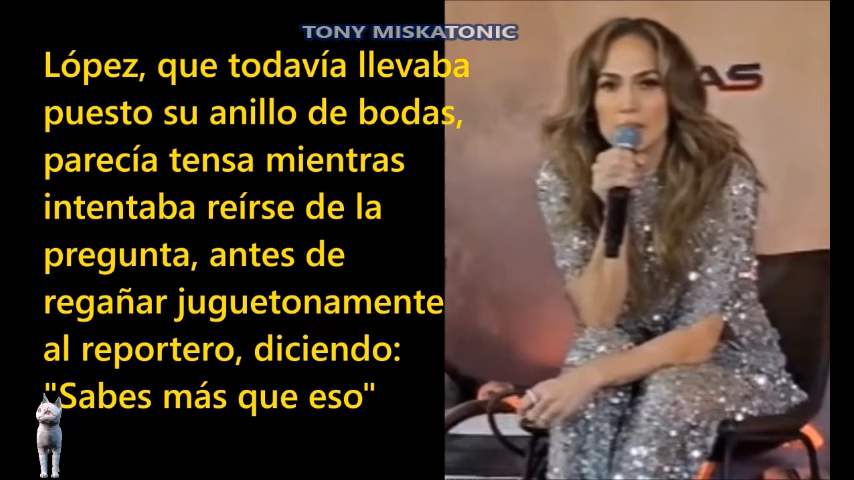 TONY MISKATONIC
López, que todavía llevaba
puesto su anillo de bodas,
parecía tensa mientras
intentaba reírse de la
pregunta, antes de
regañar juguetonamente
al reportero, diciendo:
"Sabes más que eso"
AS